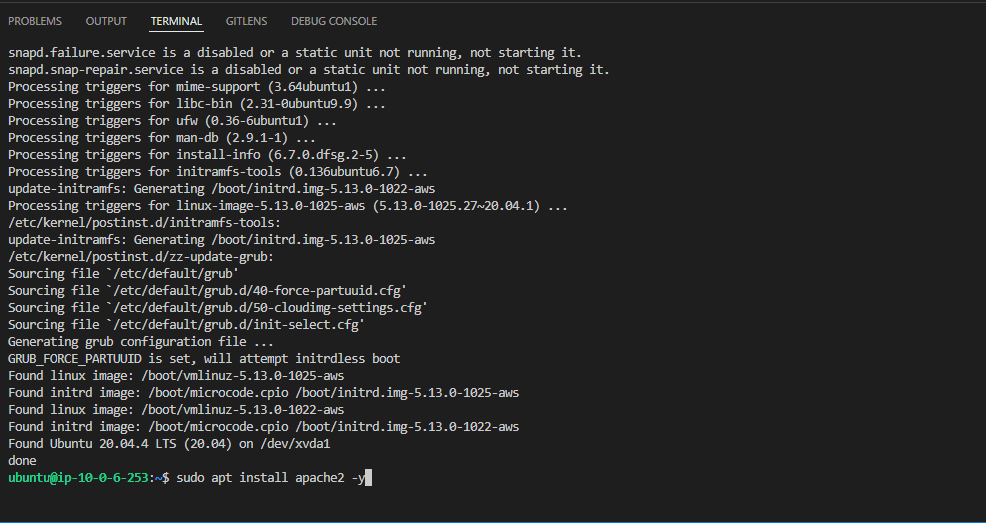 PROBLEMS OUTPUT TERMINAL GITLENS DEBUG CONSOLE
snapd.failure.service is a disabled or a static unit not running, not starting it.
snapd.snap-repair.service is a disabled or a static unit not running, not starting it.
Processing triggers for mime-support (3.64ubuntu1) ...
Processing triggers for libc-bin (2.31-0ubuntu9.9) ...
Processing triggers for ufw (0.36-6ubuntu1) ...
Processing triggers for man-db (2.9.1-1) ...
Processing triggers for install-info (6.7.0.dfsg.2-5) ...
Processing triggers for initramfs-tools (0.136ubuntu6.7) ...
update-initramfs: Generating /boot/initrd.img-5.13.0-1022-aws
Processing triggers for linux-image-5.13.0-1025-aws (5.13.0-1025.27~20.04.1) ...
/etc/kernel/postinst.d/initramfs-tools:
update-initramfs: Generating /boot/initrd.img-5.13.0-1025-aws
/etc/kernel/postinst.d/zz-update-grub:
Sourcing file `/etc/default/grub'
Sourcing file `/etc/default/grub.d/40-force-partuuid.cfg'
Sourcing file `/etc/default/grub.d/50-cloudimg-settings.cfg'
Sourcing file `/etc/default/grub.d/init-select.cfg'
Generating grub configuration file ...
GRUB_FORCE_PARTUUID is set, will attempt initrdless boot
Found linux image: /boot/vmlinuz-5.13.0-1025-aws
Found initrd image: /boot/microcode.cpio /boot/initrd.img-5.13.0-1025-aws
Found linux image: /boot/vmlinuz-5.13.0-1022-aws
Found initrd image: /boot/microcode.cpio /boot/initrd.img-5.13.0-1022-aws
Found Ubuntu 20.04.4 LTS (20.04) on /dev/xvda1
done
ubuntu@ip-10-0-6-253:~$ sudo apt install apache2 -y